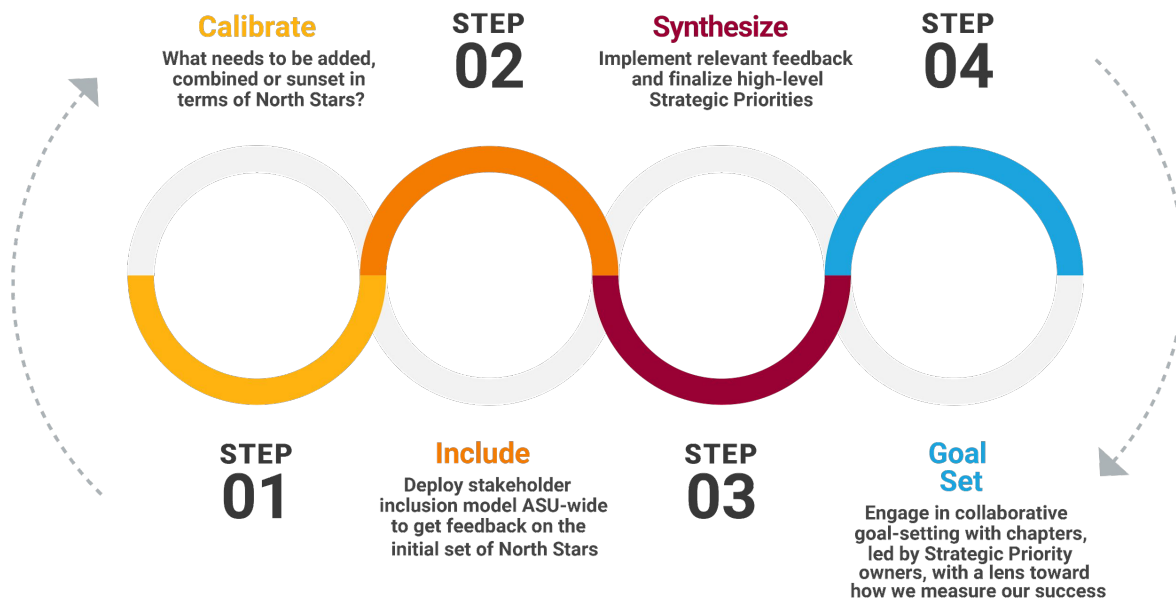 Calibrate
What needs to be added,
combined or sunset in
terms of North Stars?
STEP
01
STEP
02
Include
Deploy stakeholder
inclusion model ASU-wide
to get feedback on the
initial set of North Stars
Synthesize
Implement relevant feedback
and finalize high-level
Strategic Priorities
STEP
03
STEP
04
Goal
Set
Engage in collaborative
goal-setting with chapters,
led by Strategic Priority
owners, with a lens toward
how we measure our success